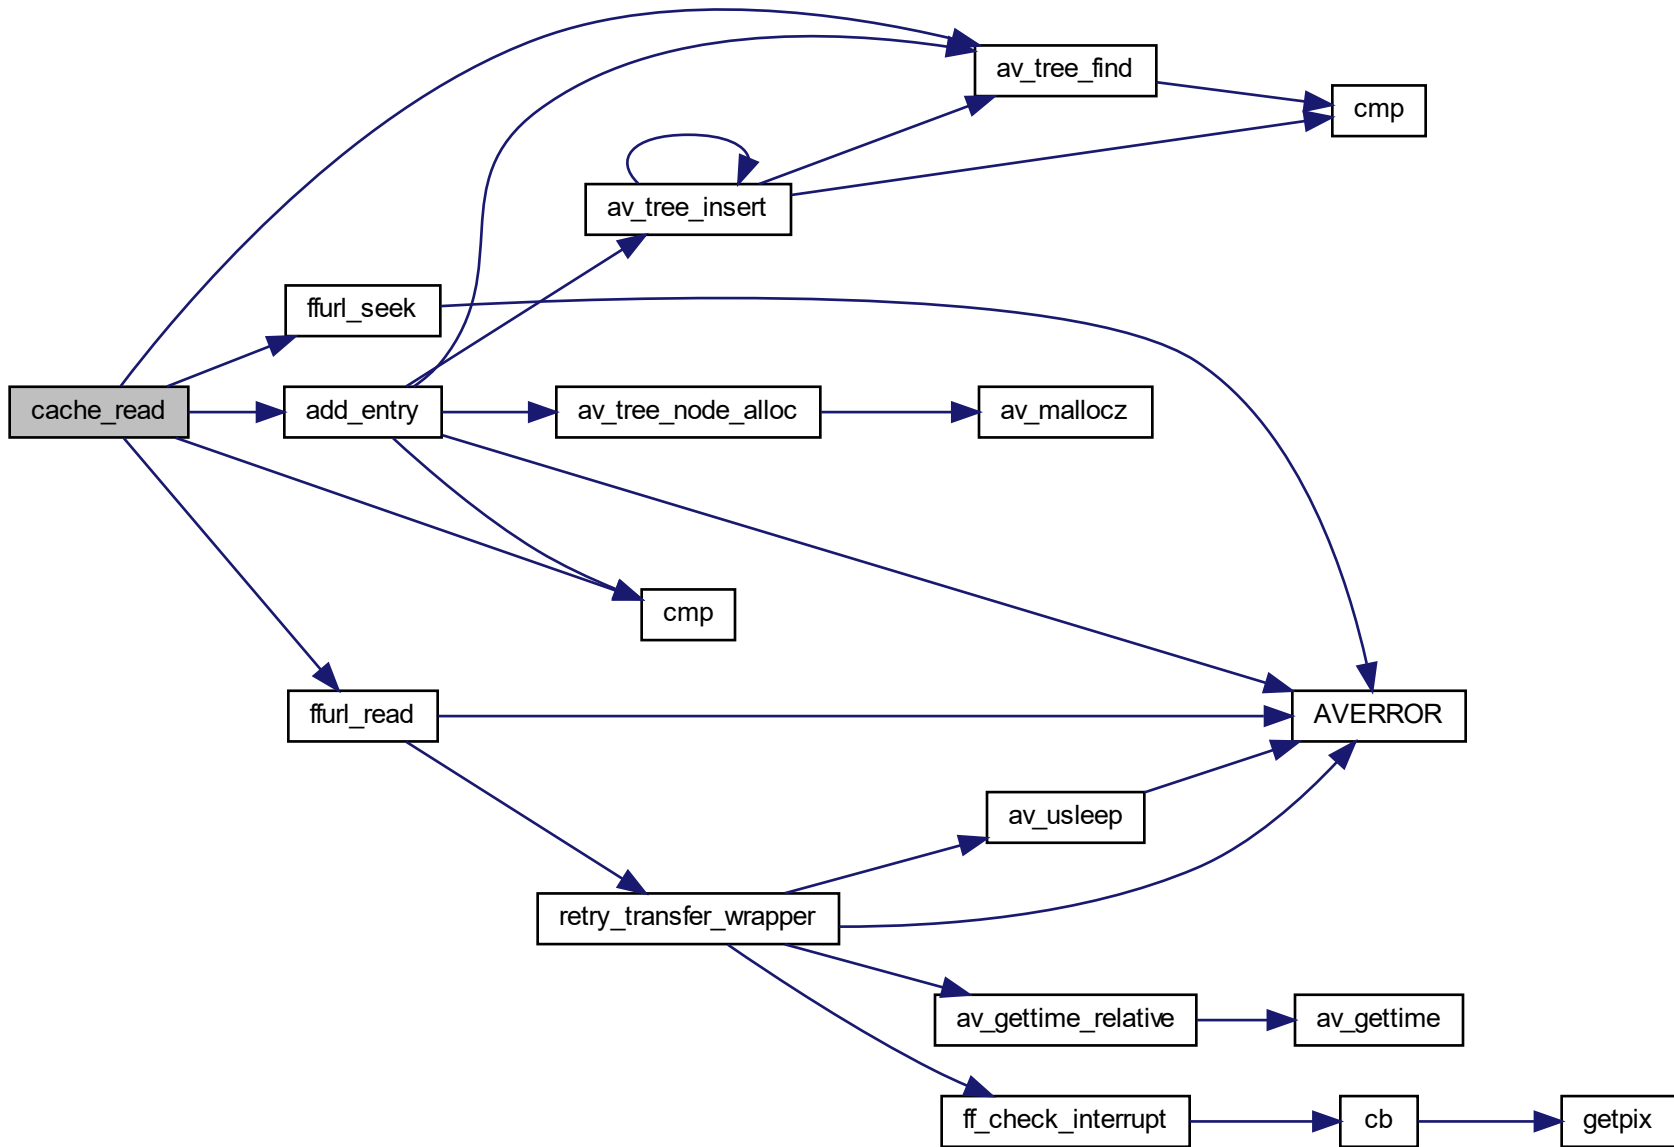 av_tree_find
cmp
av_tree_insert
ffurl_seek
cache_read
add_entry
av_tree_node_alloc
av_mallocz
cmp
ffurl_read
AVERROR
av_usleep
retry_transfer_wrapper
av_gettime_relative
av_gettime
ff_check_interrupt
cb
getpix